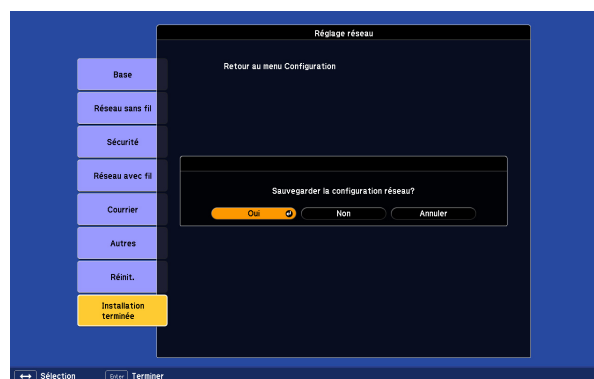 Réglage réseau
Retour au menu Configuration
Base
Réseau sans fil
Sécurité
Réseau avec fil
Courrier
Autres
Réinit.
Installation
terminée
Sauvegarder la configuration réseau?
Oui Non Annuler
Sélection Enter Terminer